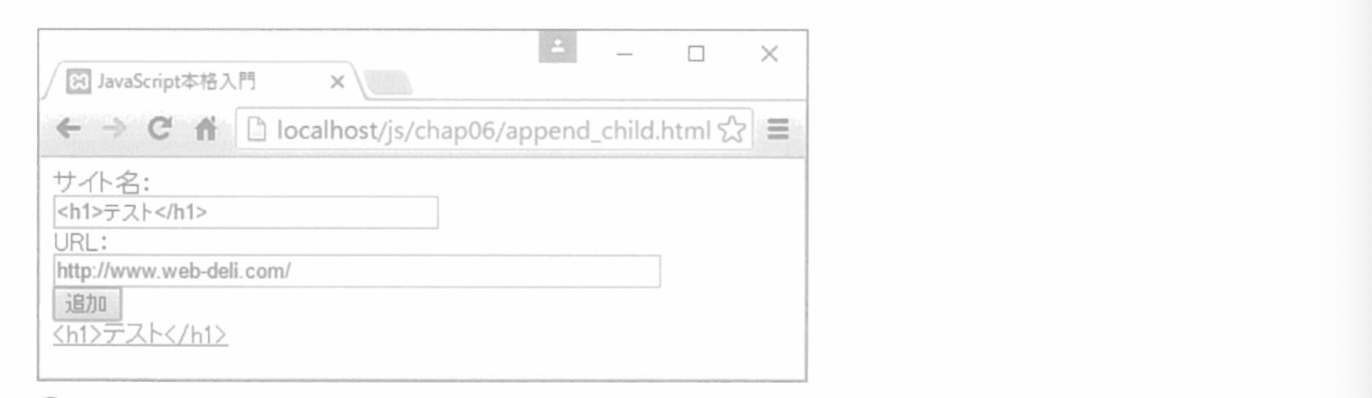 JavaScript本格入門
localhost/js/chap06/append_child.html
サイト名:
<h1>テスト</h1>
URL:
http://www.web-deli.com/
追加
<h1>テスト</h1>